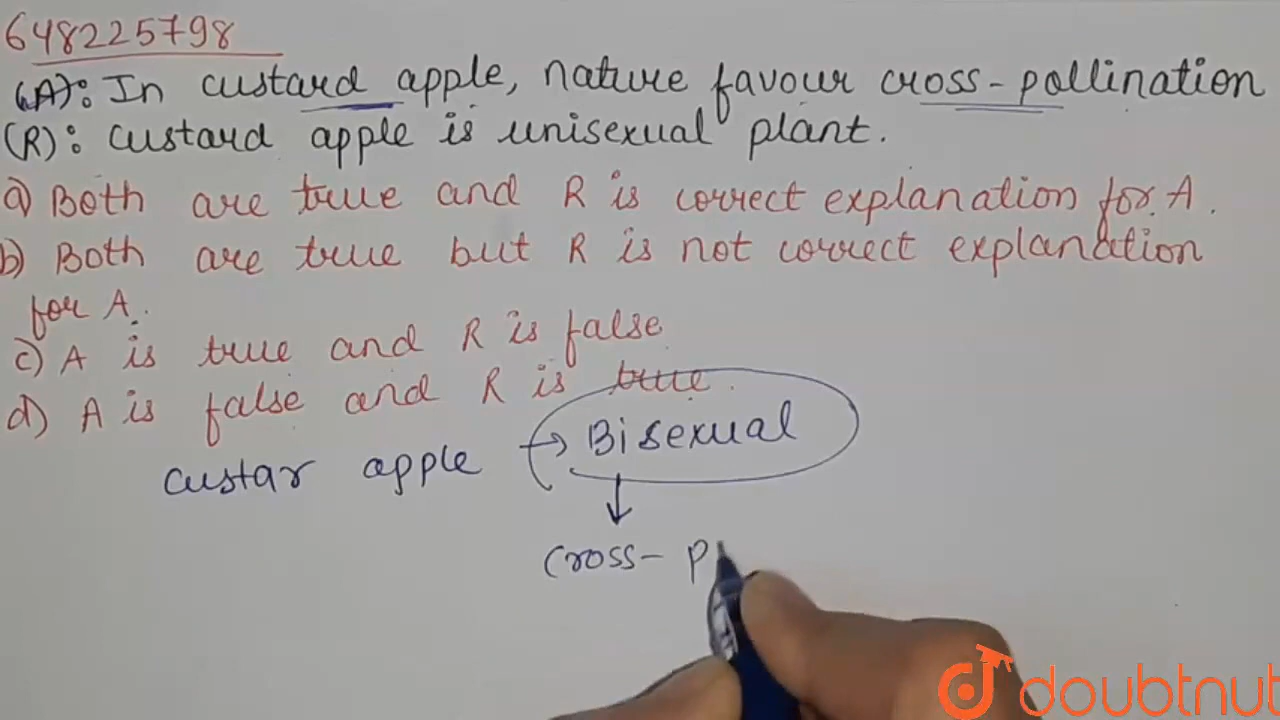 648225798
(A): In custard apple, nature favour cross-pollination
(R): custard apple is unisexual plant.
a) Both are true and R is correct explanation for A.
b) Both are true but R is not correct explanation
for A.
c) A is true and R is false
d) A is false and R is true.
custar apple → Bisexual
↓
Cross- p
doubtnut